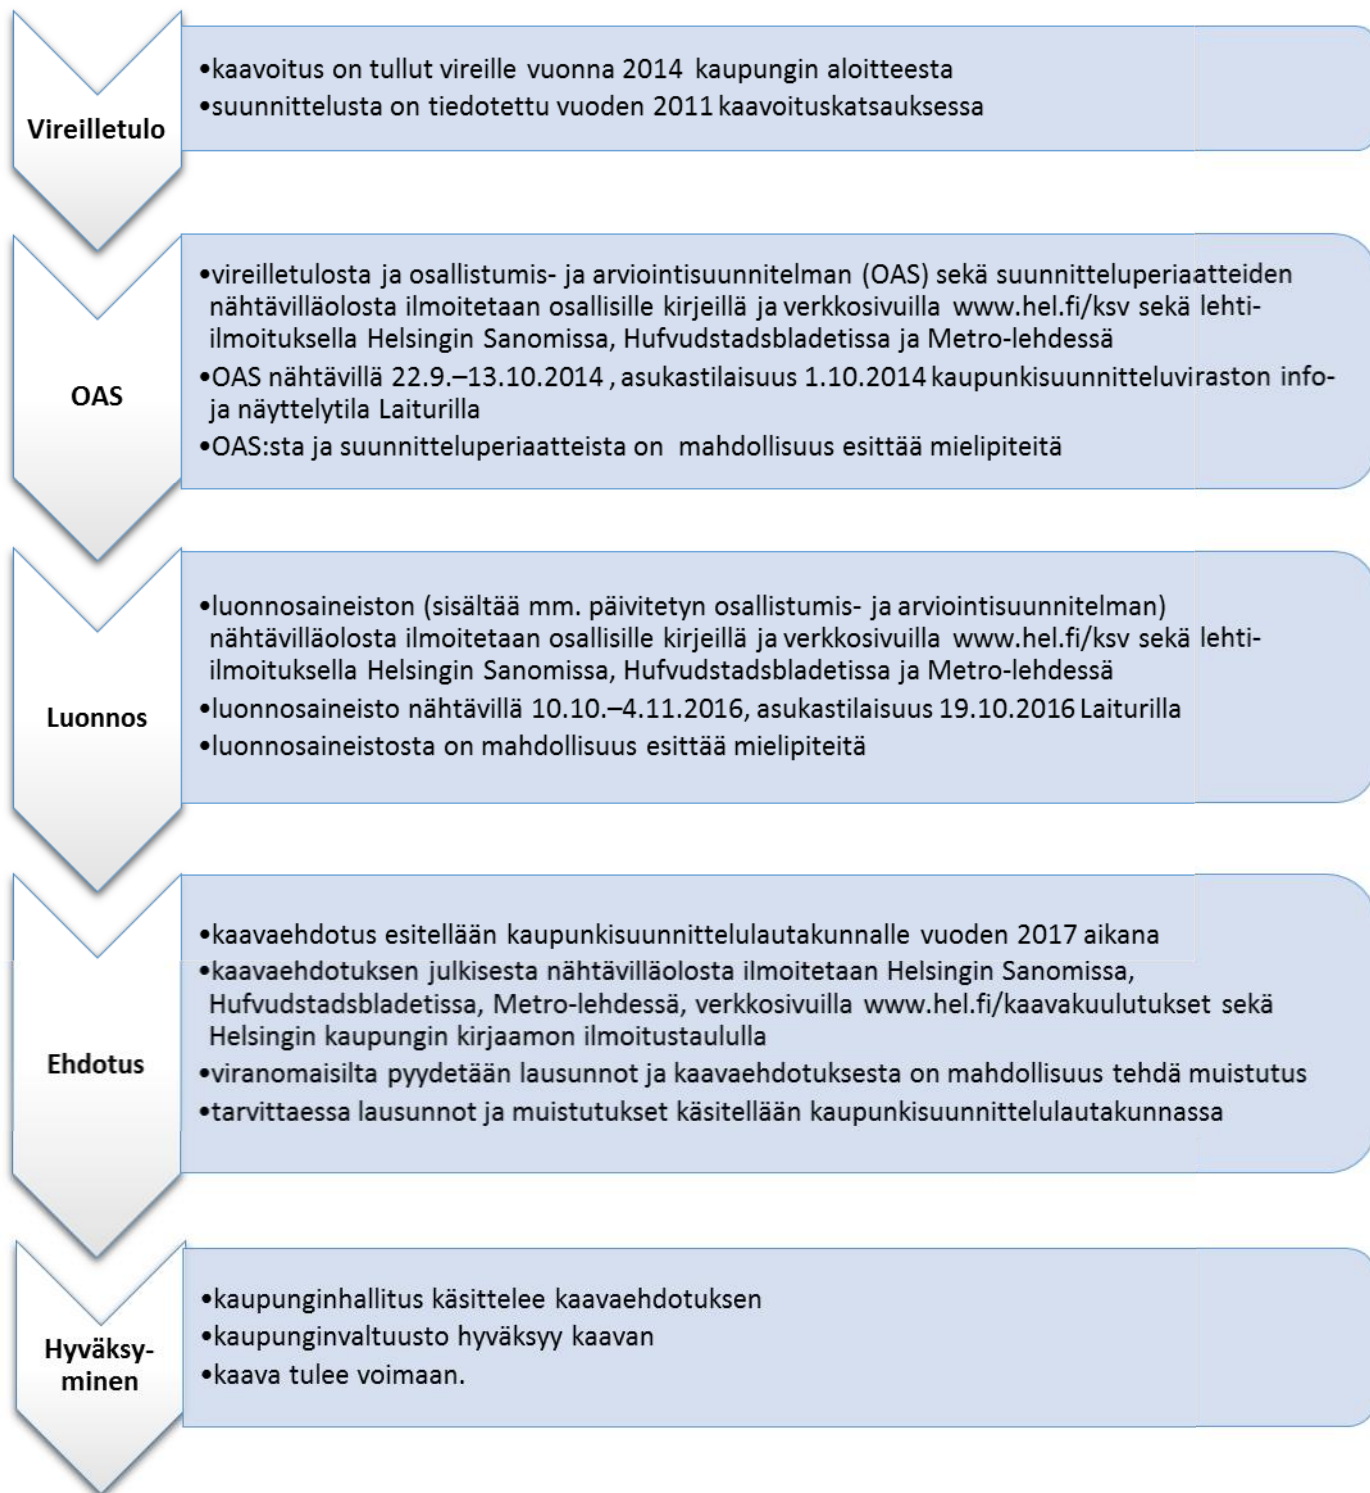 Vireilletulo
•kaavoitus on tullut vireille vuonna 2014 kaupungin aloitteesta
•suunnittelusta on tiedotettu vuoden 2011 kaavoituskatsauksessa
OAS
•vireilletulosta ja osallistumis- ja arviointisuunnitelman (OAS) sekä suunnitteluperiaatteiden
nähtävilläolosta ilmoitetaan osallisille kirjeillä ja verkkosivuilla www.hel.fi/ksv sekä lehti-
ilmoituksella Helsingin Sanomissa, Hufvudstadsbladetissa ja Metro-lehdessä
•OAS nähtävillä 22.9.–13.10.2014 , asukastilaisuus 1.10.2014 kaupunkisuunnitteluviraston info-
ja näyttelytila Laiturilla
•OAS:sta ja suunnitteluperiaatteista on mahdollisuus esittää mielipiteitä
Luonnos
•luonnosaineiston (sisältää mm. päivitetyn osallistumis- ja arviointisuunnitelman)
nähtävilläolosta ilmoitetaan osallisille kirjeillä ja verkkosivuilla www.hel.fi/ksv sekä lehti-
ilmoituksella Helsingin Sanomissa, Hufvudstadsbladetissa ja Metro-lehdessä
•luonnosaineisto nähtävillä 10.10.–4.11.2016, asukastilaisuus 19.10.2016 Laiturilla
•luonnosaineistosta on mahdollisuus esittää mielipiteitä
Ehdotus
•kaavaehdotus esitellään kaupunkisuunnittelulautakunnalle vuoden 2017 aikana
•kaavaehdotuksen julkisesta nähtävilläolosta ilmoitetaan Helsingin Sanomissa,
Hufvudstadsbladetissa, Metro-lehdessä, verkkosivuilla www.hel.fi/kaavakuulutukset sekä
Helsingin kaupungin kirjaamon ilmoitustaululla
•viranomaisilta pyydetään lausunnot ja kaavaehdotuksesta on mahdollisuus tehdä muistutus
•tarvittaessa lausunnot ja muistutukset käsitellään kaupunkisuunnittelulautakunnassa
Hyväksy-
minen
•kaupunginhallitus käsittelee kaavaehdotuksen
•kaupunginvaltuusto hyväksyy kaavan
•kaava tulee voimaan.